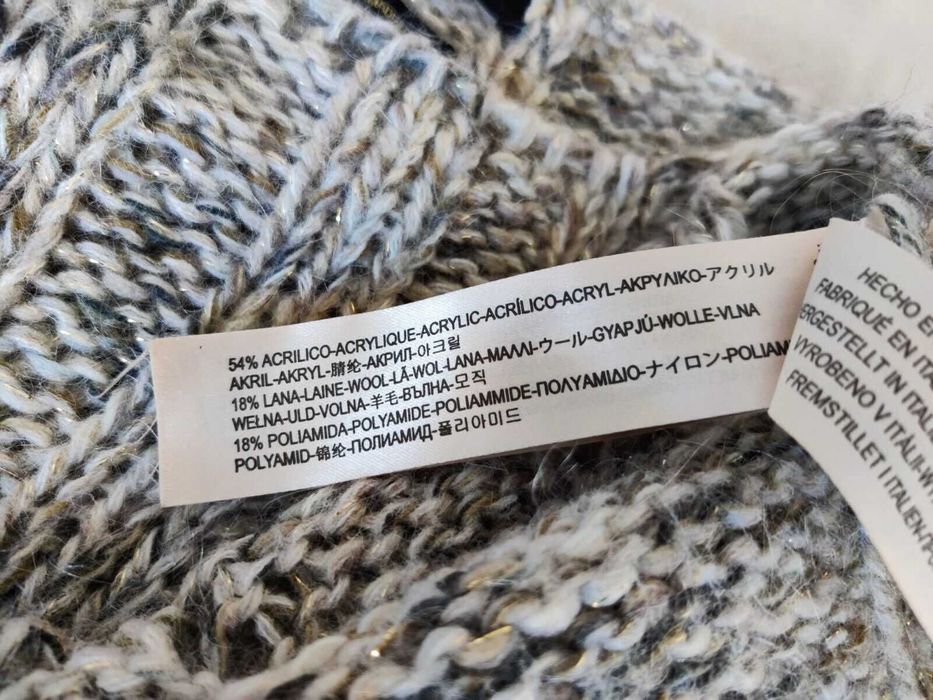 54% ACRILICO-ACRYLIQUE-ACRYLIC-ACRÍLICO-ACRYL-ΑΚΡΥΛΙΚΟ-アクリル
AKRIL-AKRYL-腈纶-АКРИЛ-아크릴
18% LANA-LAINE-WOOL-LÃ-WOL-LANA-ΜΑΛΛΙ-ウール-GYAPJÚ-WOLLE-VLNA
WEŁNA-ULD-VOLNA-羊毛-ВЪЛНА-모직
18% POLIAMIDA-POLYAMIDE-POLIAMMIDE-ΠΟΛΥΑΜΙΔΙΟ-ナイロン-POLIAM
POLYAMID-锦纶-ПОЛИАМИД-폴리아미드
HECHO E
FABRIQUÉ EN ITA
ERGESTELLT IN ITALI
VYROBENO V ITÁLII-WY
FREMSTILLET I ITALIEN-